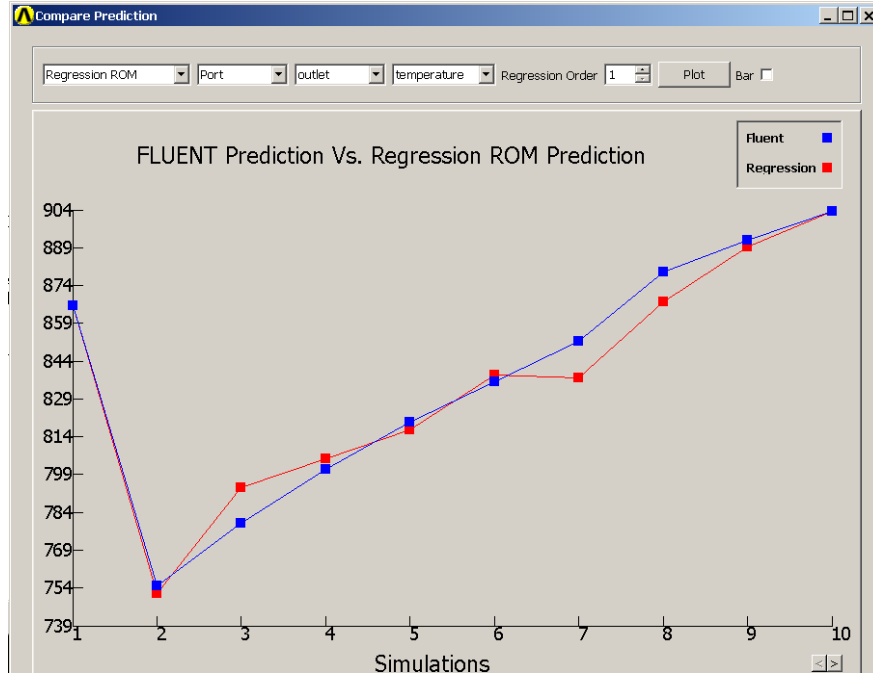 Compare Prediction
Regression ROM Port outlet temperature Regression Order 1 Plot Bar
Fluent
Regression
FLUENT Prediction Vs. Regression ROM Prediction
904
889
874
859
844
829
814
799
784
769
754
739
1 2 3 4 5 6 7 8 9 10
Simulations
< >